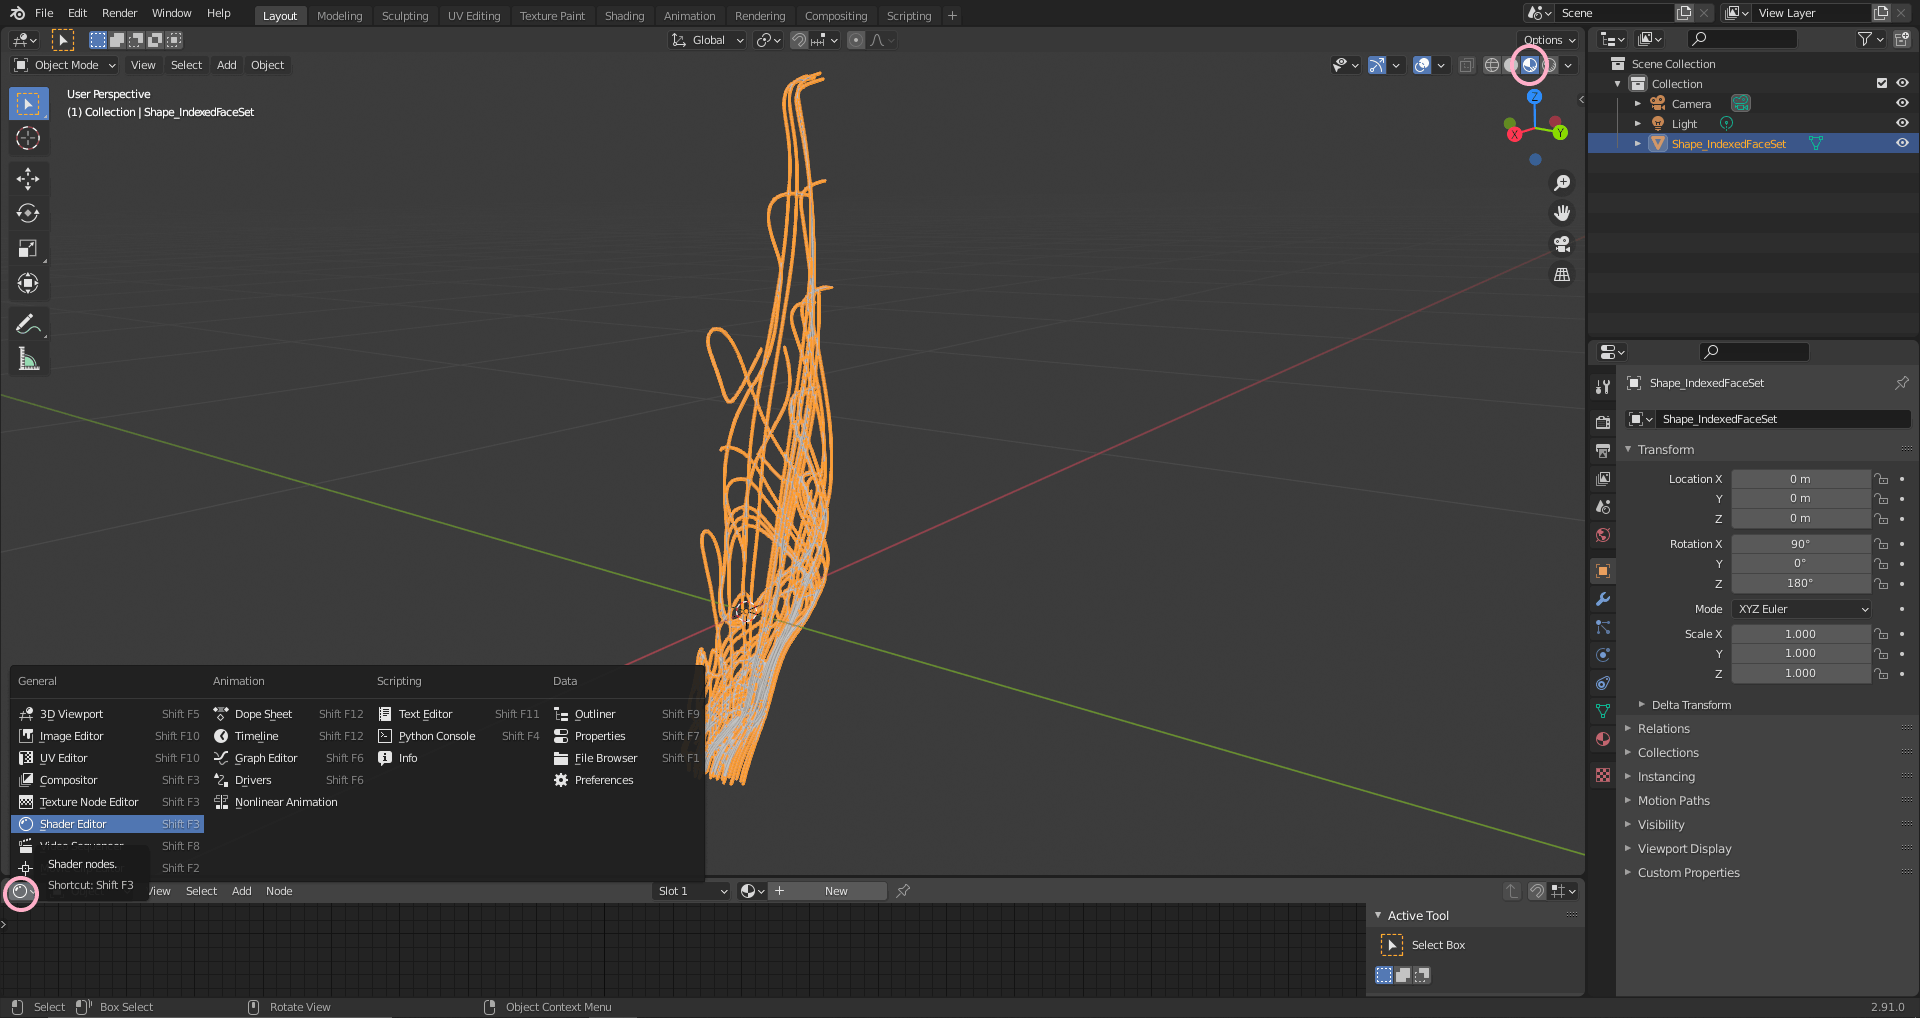 File Edit Render Window Help
Layout Modeling Sculpting UV Editing Texture Paint Shading Animation Rendering Compositing Scripting +
Scene
View Layer
Global
Options
Object Mode View Select Add Object
User Perspective
(1) Collection | Shape_IndexedFaceSet
Z
X
Y
Scene Collection
Collection
Camera
Light
Shape_IndexedFaceSet
Shape_IndexedFaceSet
Shape_IndexedFaceSet
Transform
Location X 0 m
Y 0 m
Z 0 m
Rotation X 90°
Y 0°
Z 180°
Mode XYZ Euler
Scale X 1.000
Y 1.000
Z 1.000
Delta Transform
Relations
Collections
Instancing
Motion Paths
Visibility
Viewport Display
Custom Properties
General Animation Scripting Data
3D Viewport Shift F5 Dope Sheet Shift F12 Text Editor Shift F11 Outliner Shift F9
Image Editor Shift F10 Timeline Shift F12 Python Console Shift F4 Properties Shift F7
UV Editor Shift F10 Graph Editor Shift F6 Info File Browser Shift F1
Compositor Shift F3 Drivers Shift F6 Preferences
Texture Node Editor Shift F3 Nonlinear Animation
Shader Editor Shift F3
Video Sequencer Shift F8
Shift F2
Shader nodes.
Shortcut: Shift F3
View Select Add Node
Slot 1
New
Active Tool
Select Box
Select Box Select Rotate View Object Context Menu
2.91.0